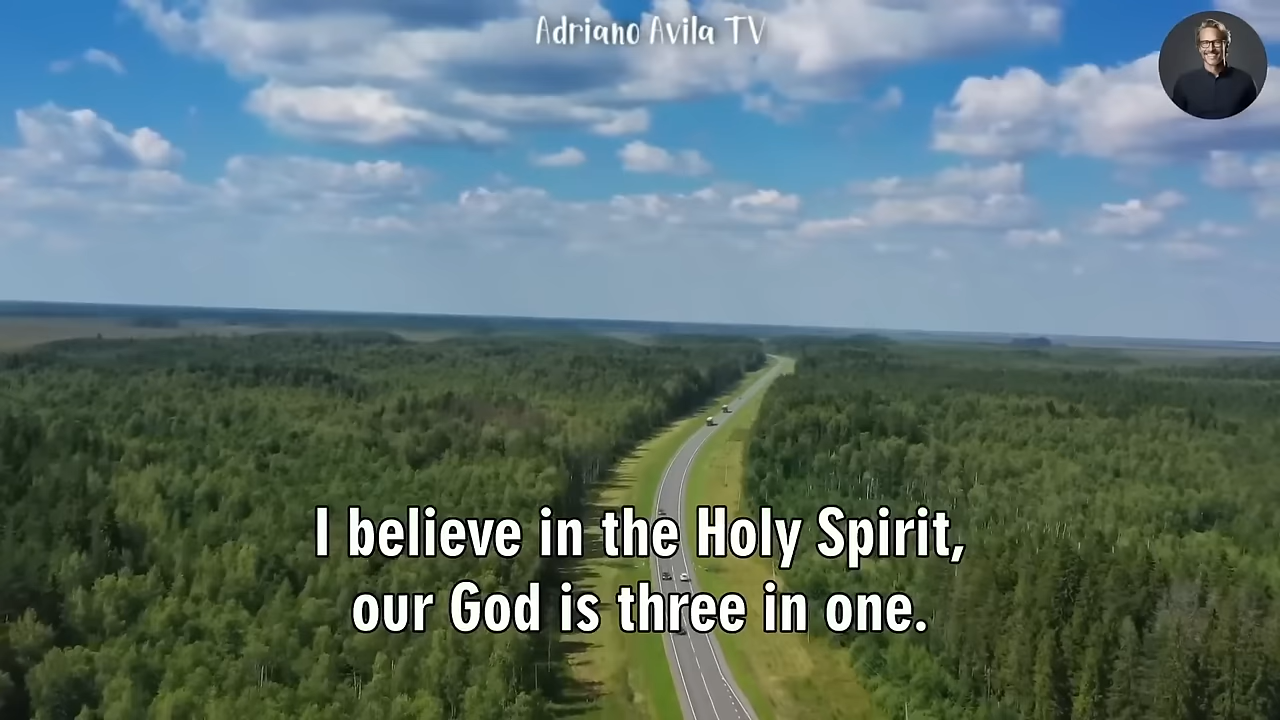 Adriano Avila TV
I believe in the Holy Spirit,
our God is three in one.